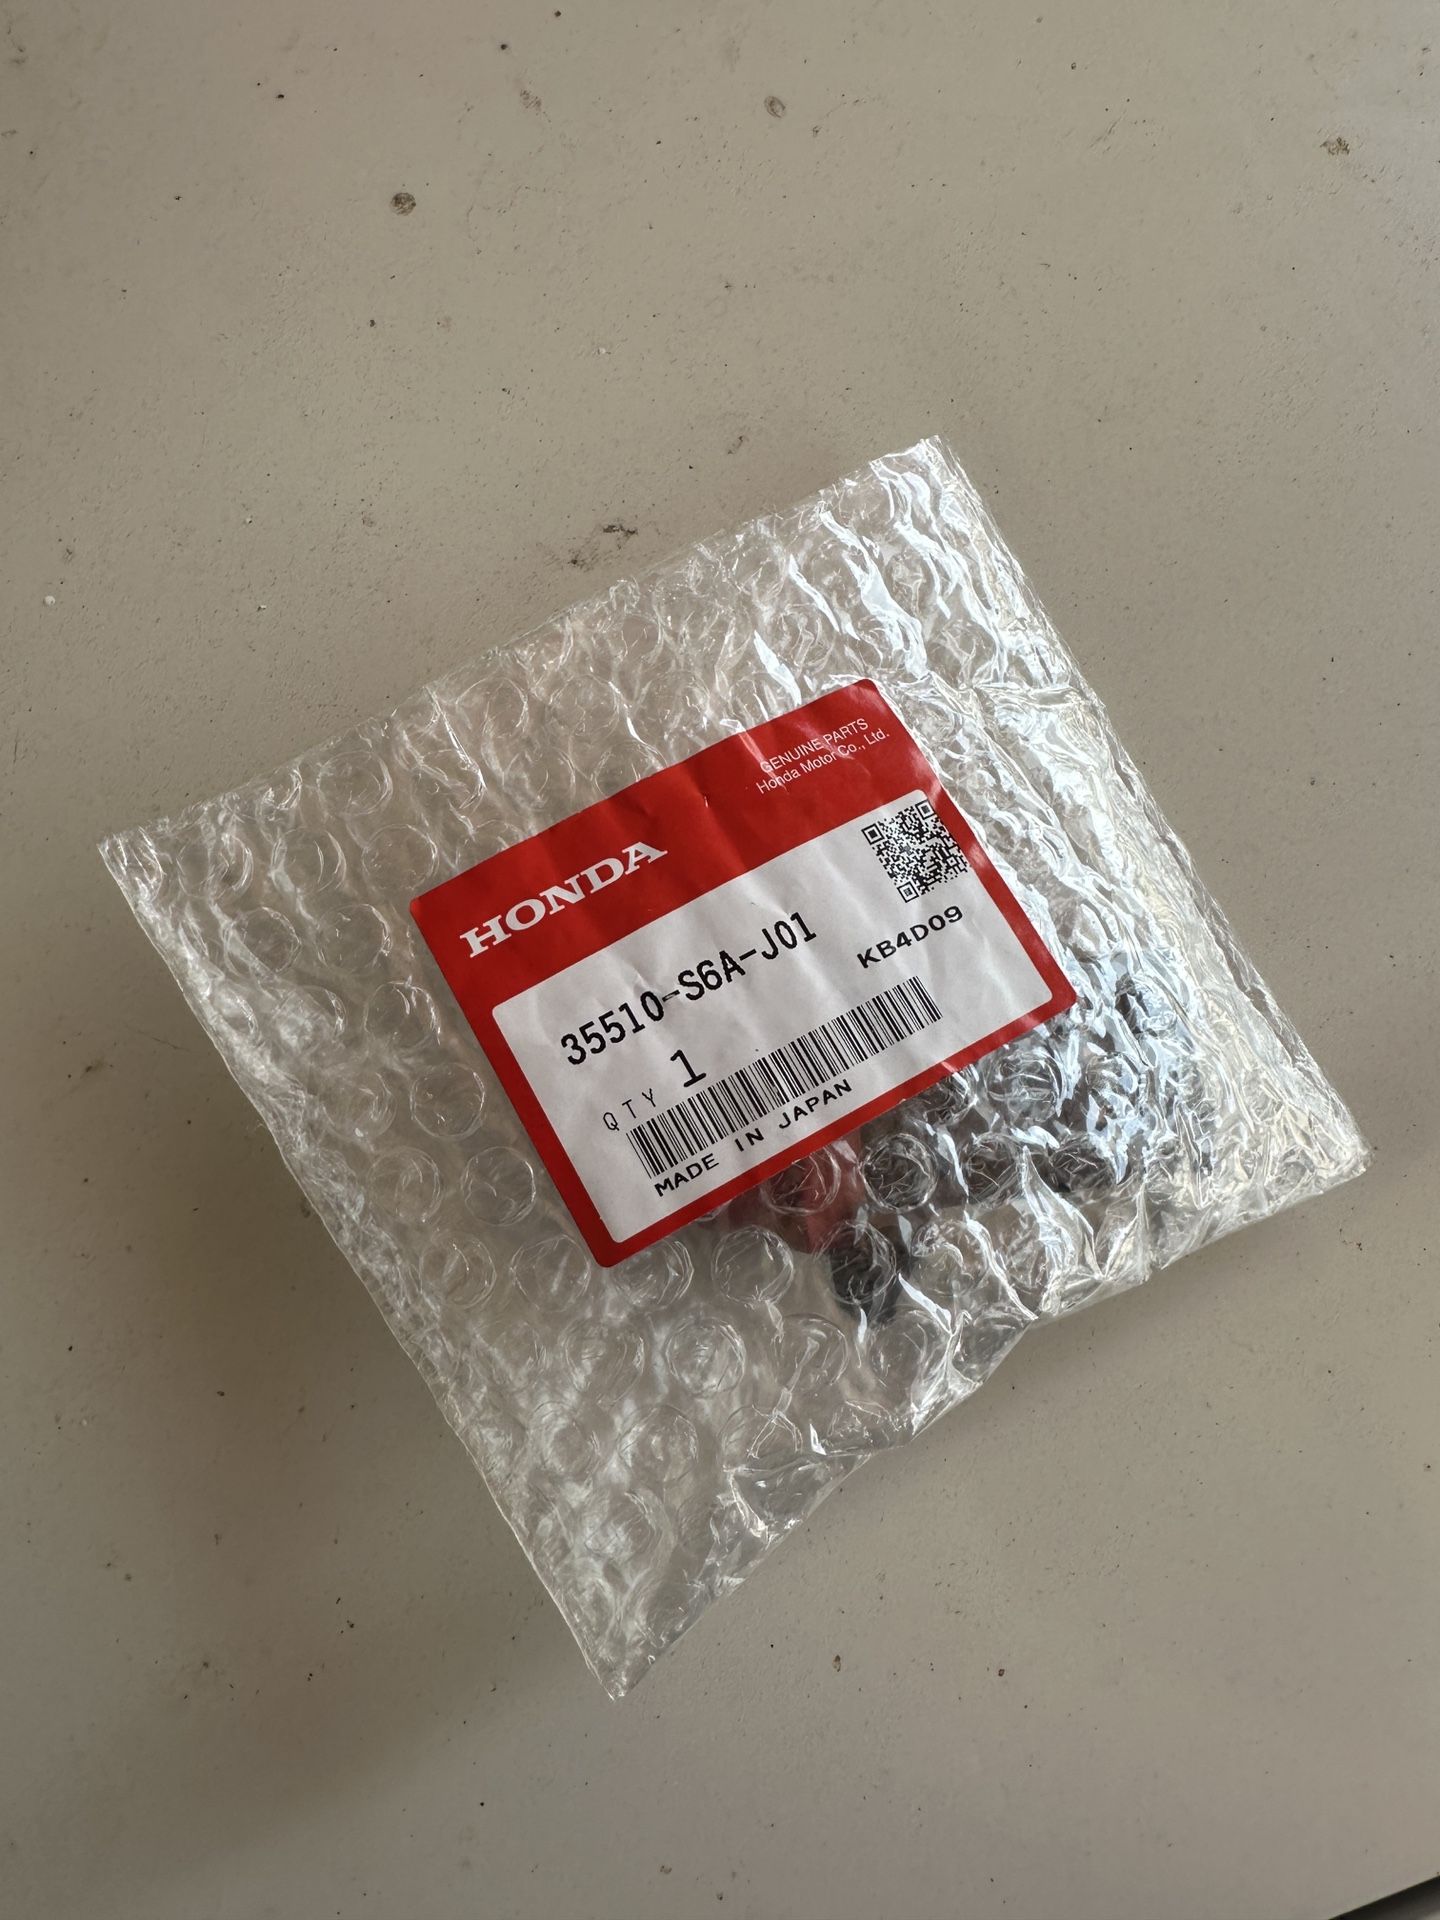 HONDA
GENUINE PARTS
Honda Motor Co., Ltd.
35510-S6A-J01
KB4D09
QTY 1
MADE IN JAPAN